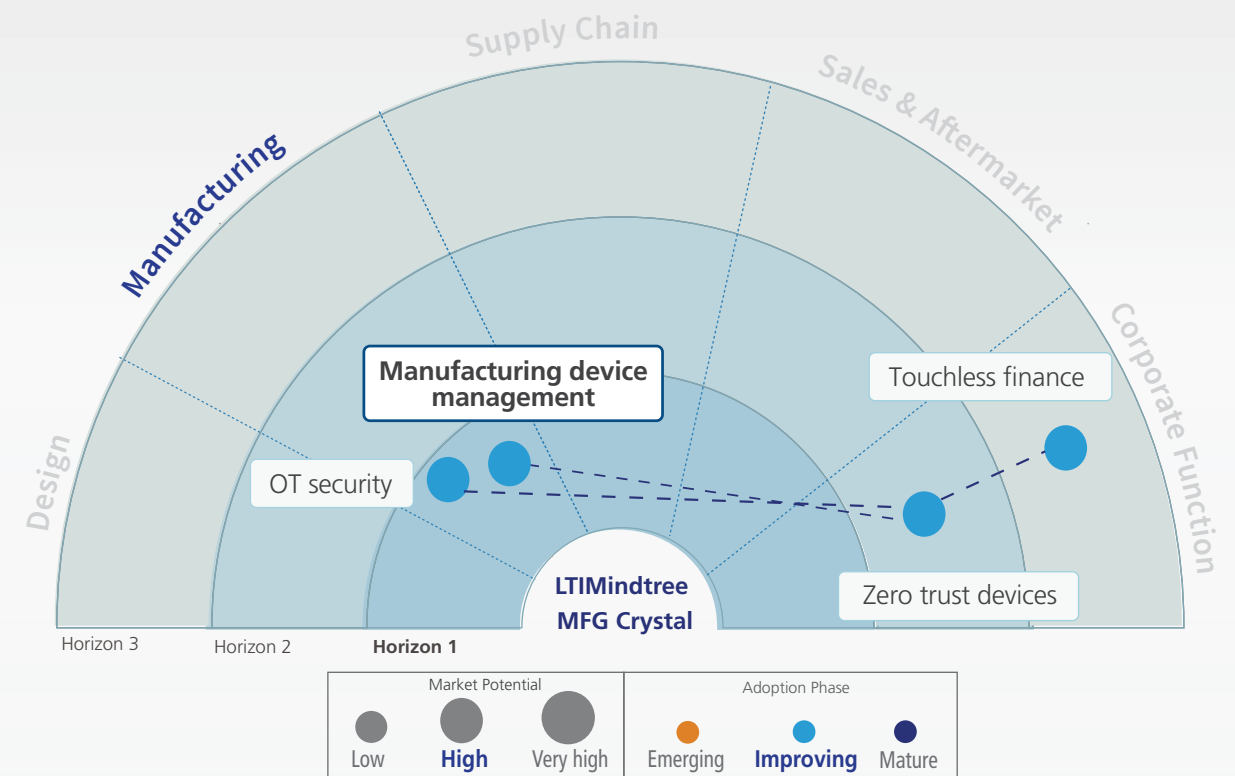 Supply Chain
Sales & Aftermarket
Manufacturing
Corporate Function
Design
Manufacturing device
management
Touchless finance
OT security
Zero trust devices
LTIMindtree
MFG Crystal
Horizon 3
Horizon 2
Horizon 1
Market Potential
Low
High
Very high
Adoption Phase
Emerging
Improving
Mature